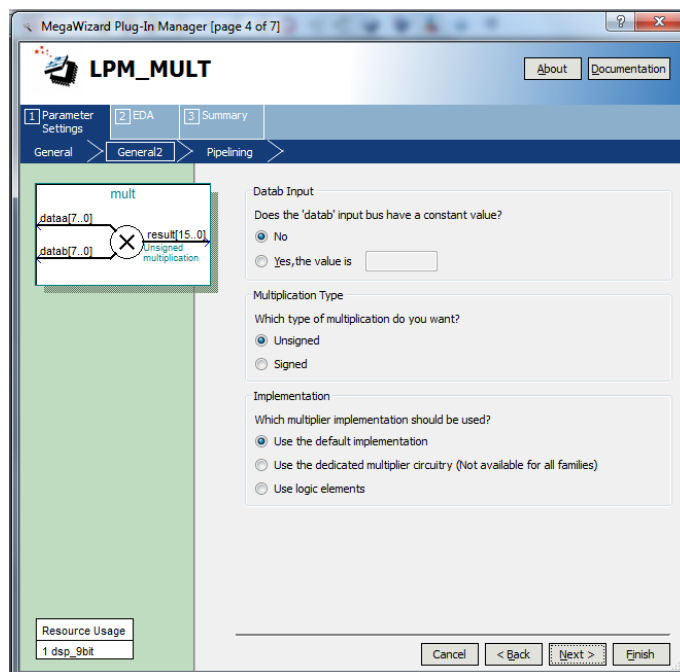 MegaWizard Plug-In Manager [page 4 of 7]
LPM_MULT
About
Documentation
1 Parameter Settings
2 EDA
3 Summary
General
General2
Pipelining
mult
dataa[7..0]
result[15..0]
datab[7..0]
Unsigned
multiplication
Datab Input
Does the 'datab' input bus have a constant value?
No
Yes,the value is
Multiplication Type
Which type of multiplication do you want?
Unsigned
Signed
Implementation
Which multiplier implementation should be used?
Use the default implementation
Use the dedicated multiplier circuitry (Not available for all families)
Use logic elements
Resource Usage
1 dsp_9bit
Cancel
< Back
Next >
Finish